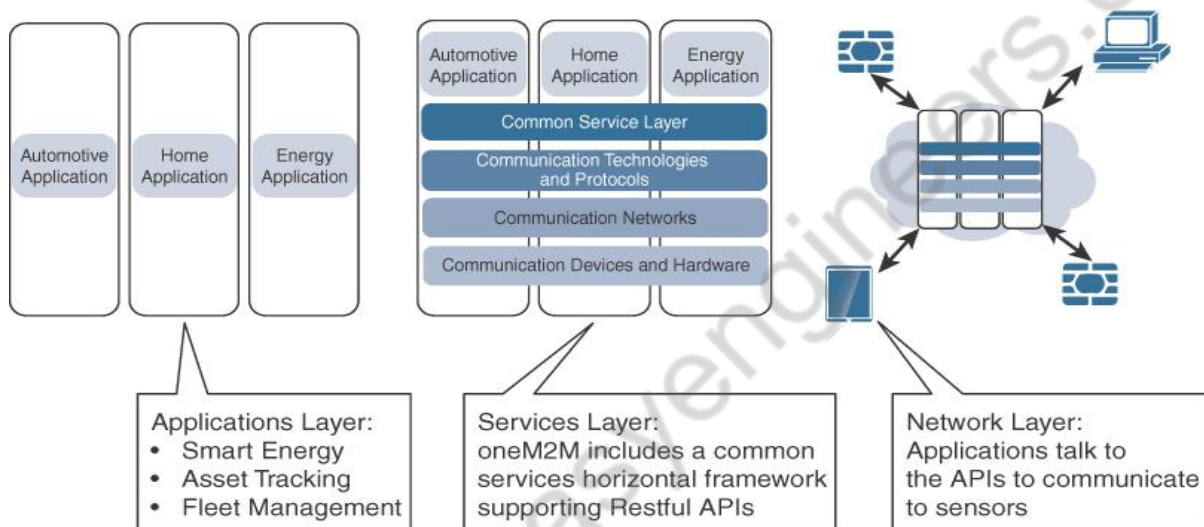 Automotive
Application
Home
Application
Energy
Application
Automotive
Application
Home
Application
Energy
Application
Common Service Layer
Communication Technologies
and Protocols
Communication Networks
Communication Devices and Hardware
Applications Layer:
• Smart Energy
• Asset Tracking
• Fleet Management
Services Layer:
oneM2M includes a common
services horizontal framework
supporting Restful APIs
Network Layer:
Applications talk to
the APIs to communicate
to sensors